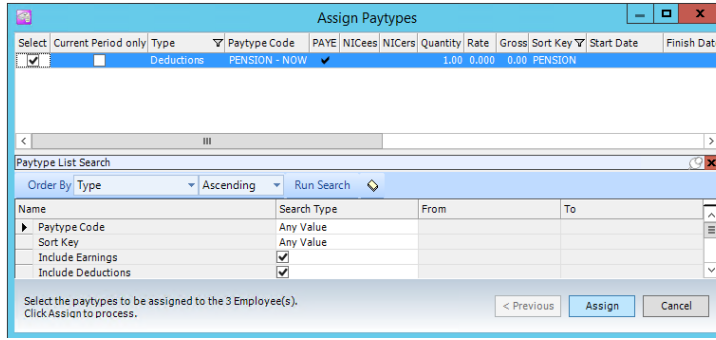 Assign Paytypes
Select Current Period only Type Paytype Code PAYE NICees NICers Quantity Rate Gross Sort Key Start Date Finish Dat
Deductions PENSION - NOW 1.00 0.000 0.00 PENSION
Paytype List Search
Order By Type Ascending Run Search
Name Search Type From To
Paytype Code Any Value
Sort Key Any Value
Include Earnings
Include Deductions
Select the paytypes to be assigned to the 3 Employee(s).
Click Assign to process.
< Previous Assign Cancel